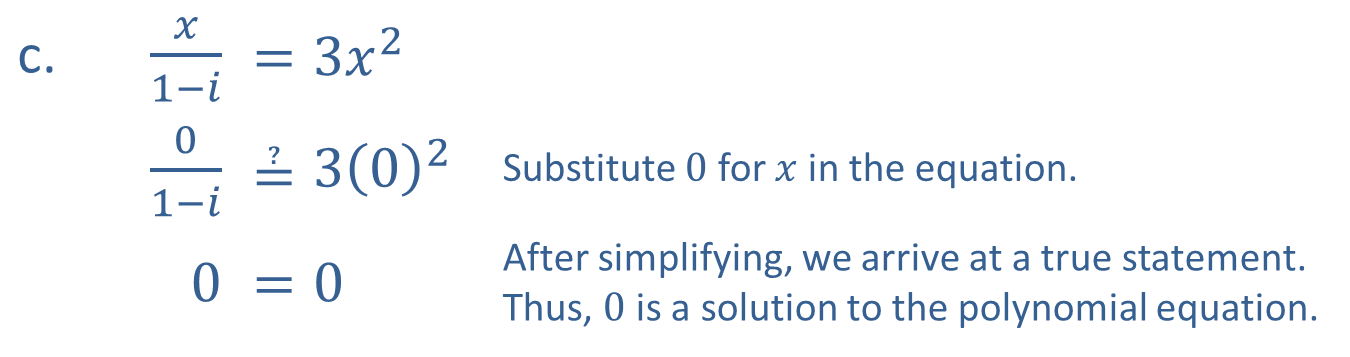 c. x/(1−i) = 3x²
0/(1−i) ≟ 3(0)² Substitute 0 for x in the equation.
0 = 0 After simplifying, we arrive at a true statement.
Thus, 0 is a solution to the polynomial equation.